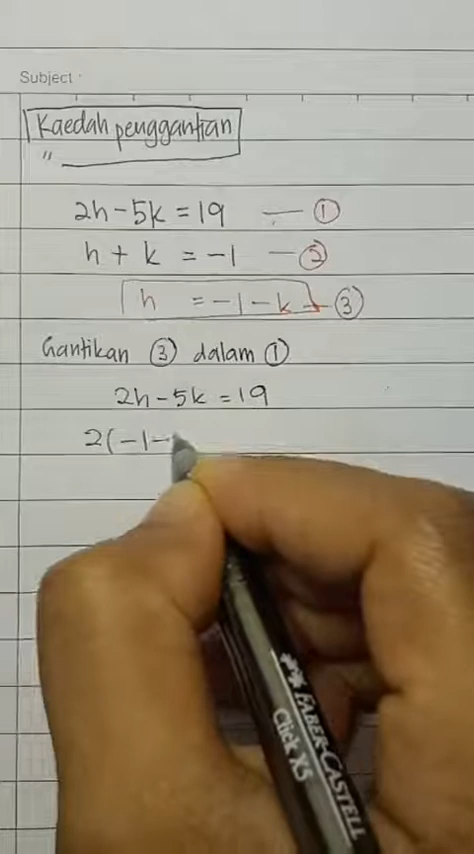 Subject :
Kaedah penggantian
"
2h - 5k = 19 — ①
h + k = -1 — ②
h = -1 - k — ③
Gantikan ③ dalam ①
2h - 5k = 19
2(-1-
FABER-CASTELL
Click X5